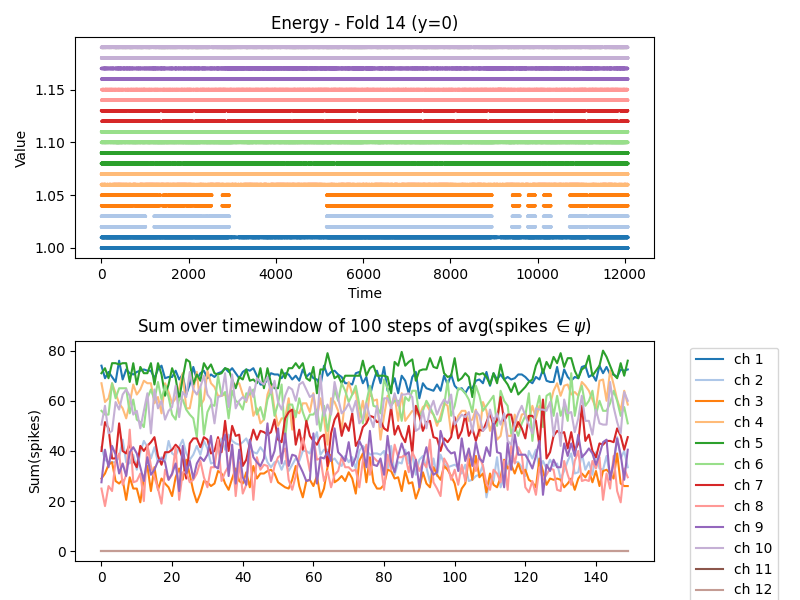 Energy - Fold 14 (y=0)
Value
1.15
1.10
1.05
1.00
0 2000 4000 6000 8000 10000 12000
Time
Sum over timewindow of 100 steps of avg(spikes ∈ ψ)
Sum(spikes)
80
60
40
20
0
0 20 40 60 80 100 120 140
ch 1
ch 2
ch 3
ch 4
ch 5
ch 6
ch 7
ch 8
ch 9
ch 10
ch 11
ch 12